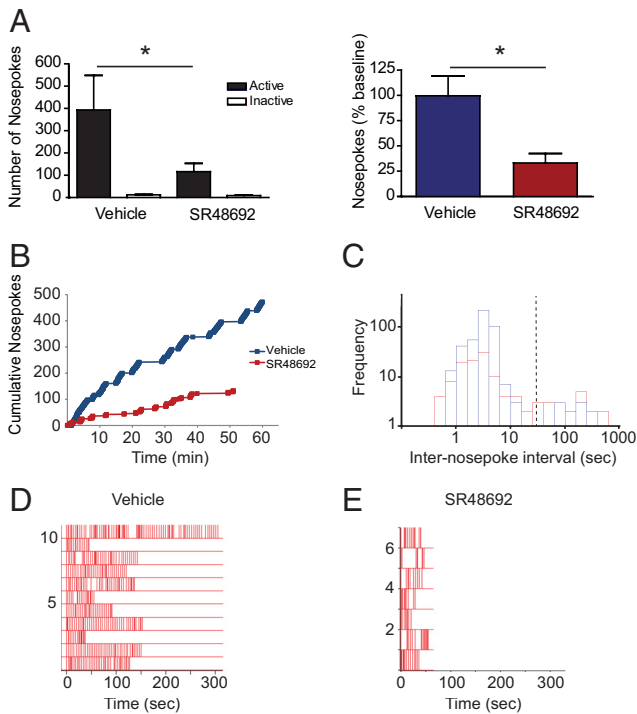 A
Number of Nosepokes
600
500
400
300
200
100
0
*
Active
Inactive
Vehicle
SR48692
Nosepokes (% baseline)
125
100
75
50
25
0
*
Vehicle
SR48692
B
Cumulative Nosepokes
500
400
300
200
100
0
Vehicle
SR48692
10
20
30
40
50
60
Time (min)
C
Frequency
100
10
1
1
10
100
1000
Inter-nosepoke interval (sec)
D
Vehicle
10
5
0
100
200
300
Time (sec)
E
SR48692
6
4
2
0
100
200
300
Time (sec)